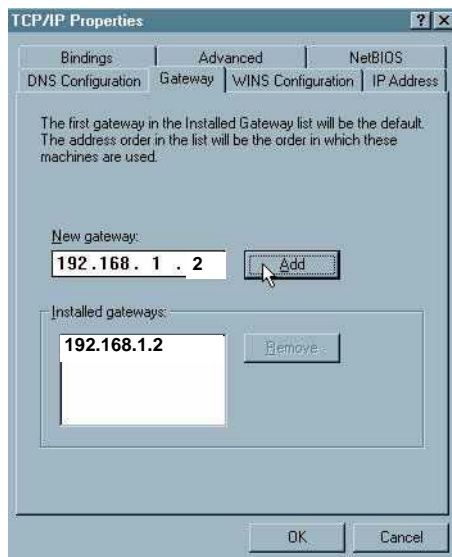 TCP/IP Properties
? ×
Bindings Advanced NetBIOS
DNS Configuration Gateway WINS Configuration IP Address
The first gateway in the Installed Gateway list will be the default.
The address order in the list will be the order in which these
machines are used.
New gateway:
192.168. 1 . 2
Add
Installed gateways:
192.168.1.2
Remove
OK Cancel